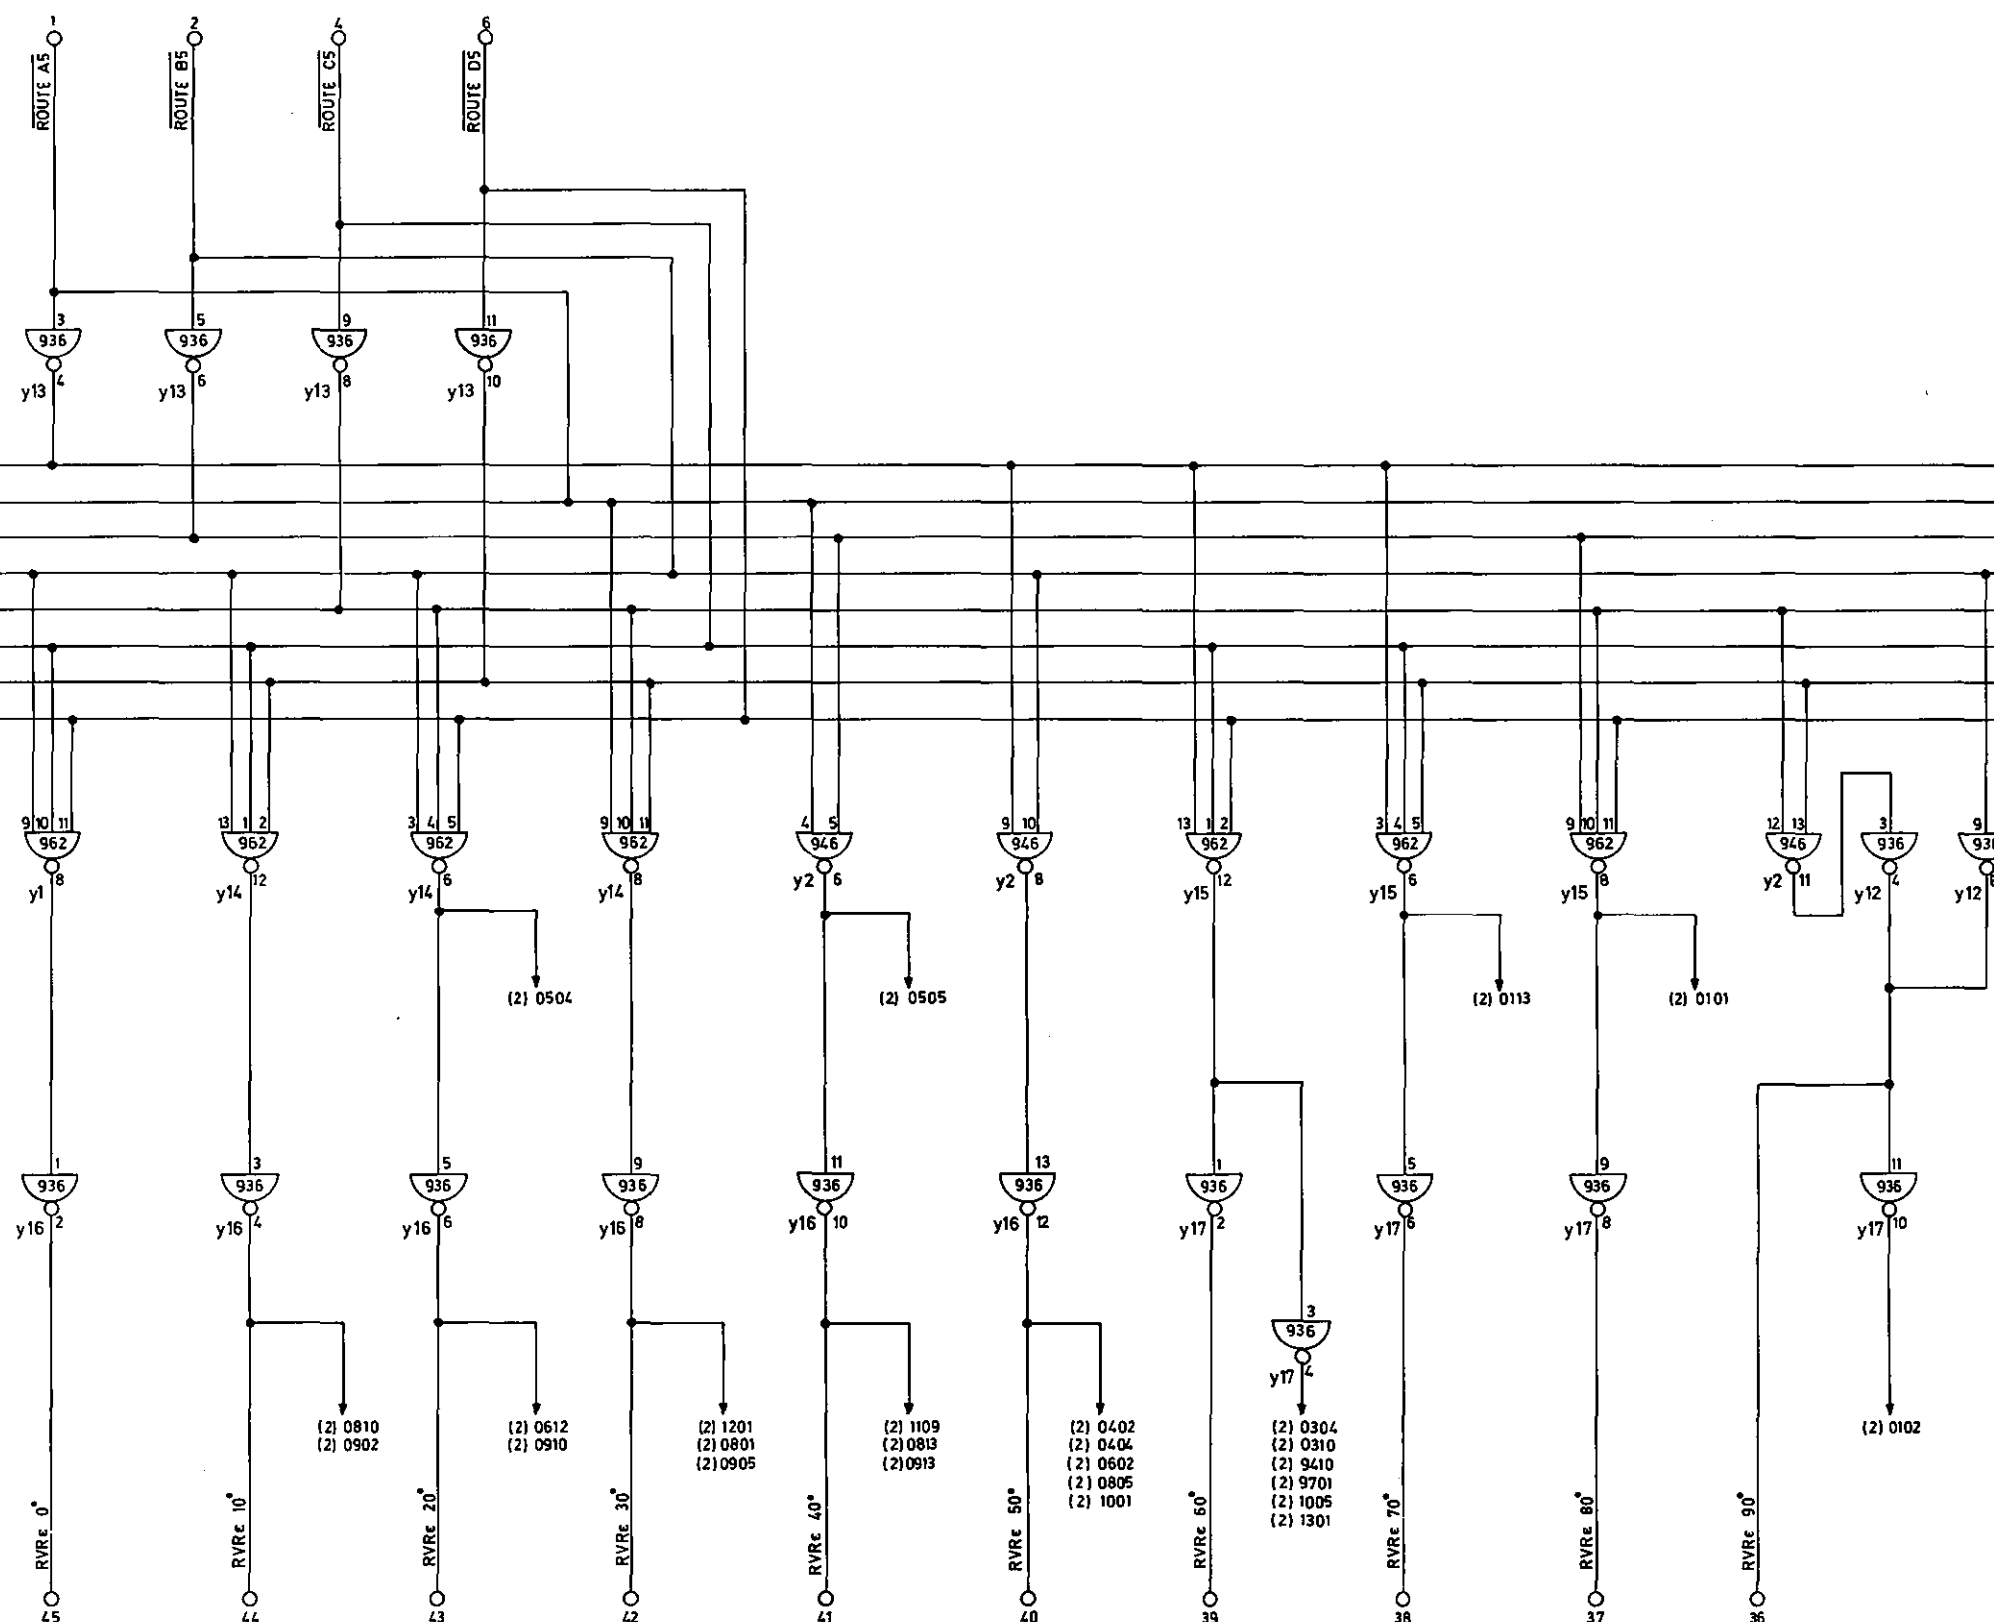 1 2 4 6
ROUTE A5
ROUTE B5
ROUTE C5
ROUTE D5
3 5 9 11
936 936 936 936
4 6 8 10
y13 y13 y13 y13
9 10 11 13 1 2 3 4 5 9 10 11 4 5 9 10 13 1 2 3 4 5 9 10 11 12 13 3 9
962 962 962 962 946 946 962 962 962 946 936
8 12 6 8 6 8 12 6 8 11 4
y1 y14 y14 y14 y2 y2 y15 y15 y15 y2 y12 y12
(2) 0504 (2) 0505 (2) 0113 (2) 0101
1 3 5 9 11 13 1 5 9 11
936 936 936 936 936 936 936 936 936 936
y16 2 y16 4 y16 6 y16 8 y16 10 y16 12 y17 2 y17 6 y17 8 y17 10
3
936
y17 4
(2) 0810
(2) 0902
(2) 0612
(2) 0910
(2) 1201
(2) 0801
(2) 0905
(2) 1109
(2) 0813
(2) 0913
(2) 0402
(2) 0404
(2) 0602
(2) 0805
(2) 1001
(2) 0304
(2) 0310
(2) 9410
(2) 9701
(2) 1005
(2) 1301
(2) 0102
RVRε 0°
RVRε 10°
RVRε 20°
RVRε 30°
RVRε 40°
RVRε 50°
RVRε 60°
RVRε 70°
RVRε 80°
RVRε 90°
45 44 43 42 41 40 39 38 37 36